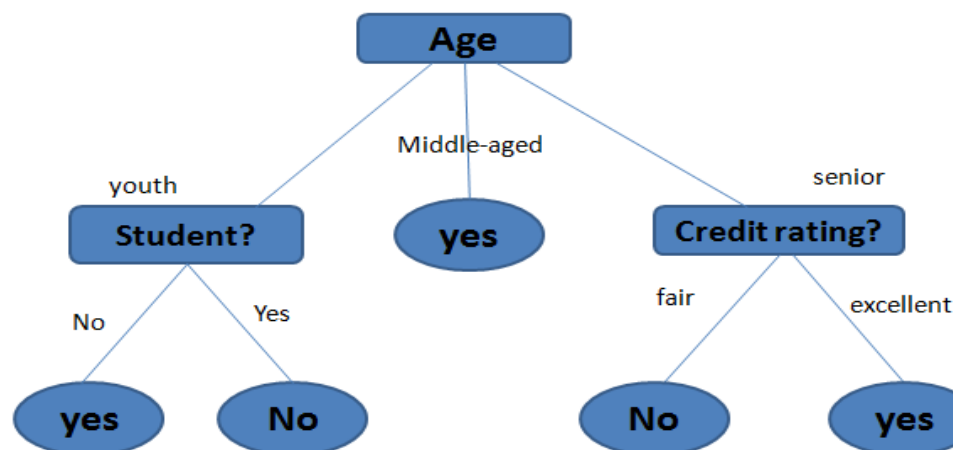 Age
Middle-aged
youth
senior
Student?
yes
Credit rating?
No
Yes
fair
excellent
yes
No
No
yes